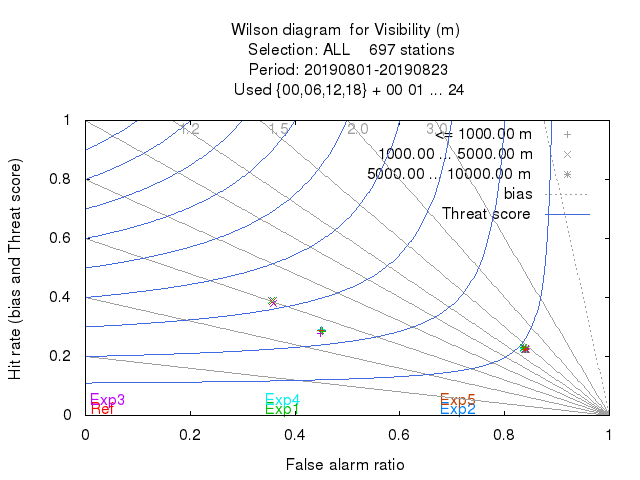 Wilson diagram for Visibility (m)
Selection: ALL 697 stations
Period: 20190801-20190823
Used {00,06,12,18} + 00 01 ... 24
1.2 1.5 2.0 3.0
<= 1000.00 m
1000.00 ... 5000.00 m
5000.00 ... 10000.00 m
bias
Threat score
Hit rate (bias and Threat score)
1
0.8
0.6
0.4
0.2
0
Exp3 Exp4 Exp5
Ref Exp1 Exp2
0 0.2 0.4 0.6 0.8 1
False alarm ratio